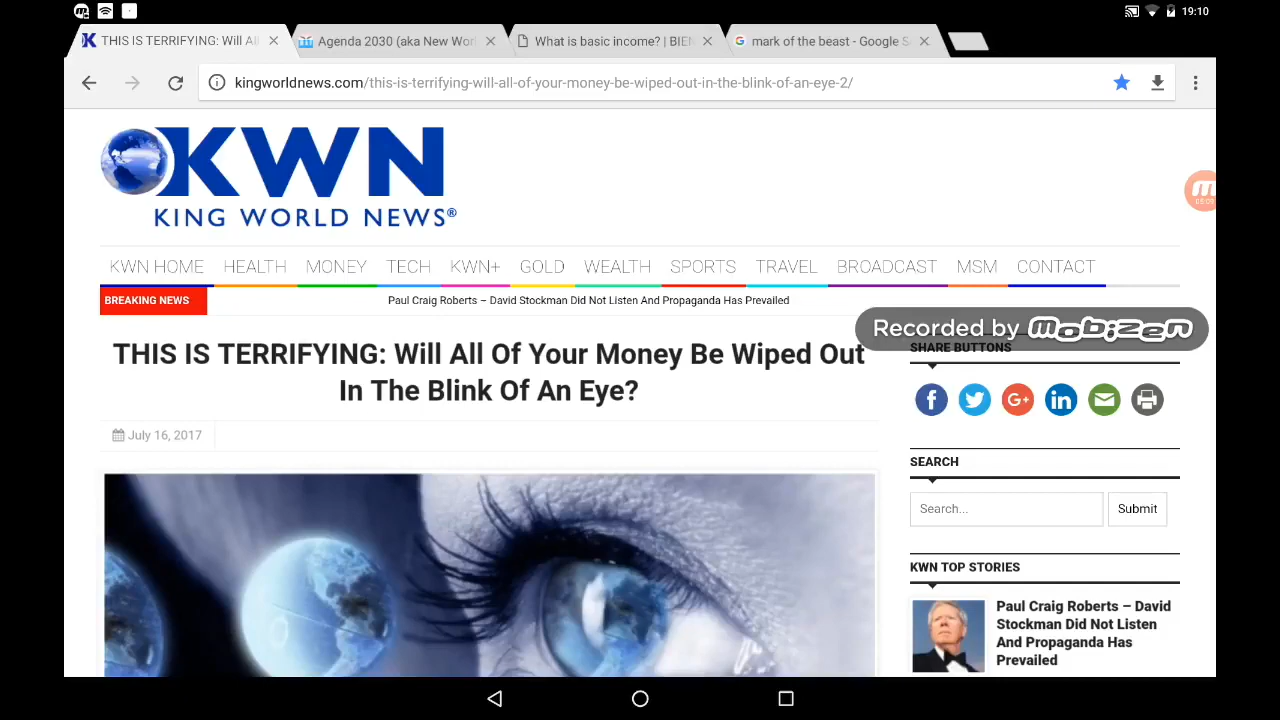 19:10
THIS IS TERRIFYING: Will Al
Agenda 2030 (aka New Wor
What is basic income? | BIEN
mark of the beast - Google S
kingworldnews.com/this-is-terrifying-will-all-of-your-money-be-wiped-out-in-the-blink-of-an-eye-2/
KWN
KING WORLD NEWS®
KWN HOME HEALTH MONEY TECH KWN+ GOLD WEALTH SPORTS TRAVEL BROADCAST MSM CONTACT
BREAKING NEWS Paul Craig Roberts – David Stockman Did Not Listen And Propaganda Has Prevailed
Recorded by mobizen
THIS IS TERRIFYING: Will All Of Your Money Be Wiped Out
In The Blink Of An Eye?
July 16, 2017
SHARE BUTTONS
SEARCH
Search...
Submit
KWN TOP STORIES
Paul Craig Roberts – David
Stockman Did Not Listen
And Propaganda Has
Prevailed